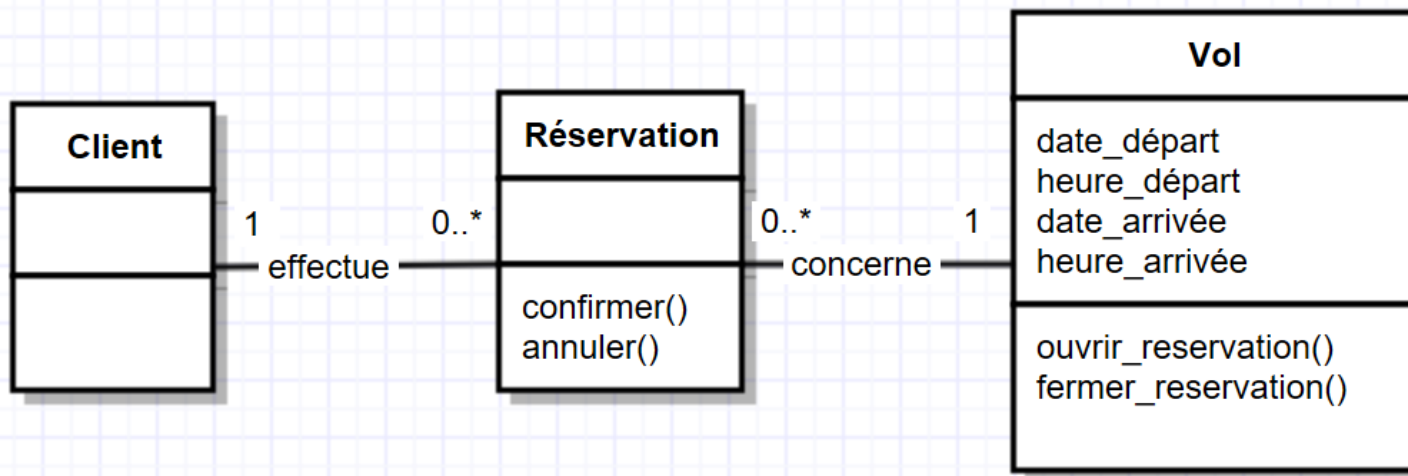 Client
1
effectue
0..*
Réservation
confirmer()
annuler()
0..*
concerne
1
Vol
date_départ
heure_départ
date_arrivée
heure_arrivée
ouvrir_reservation()
fermer_reservation()